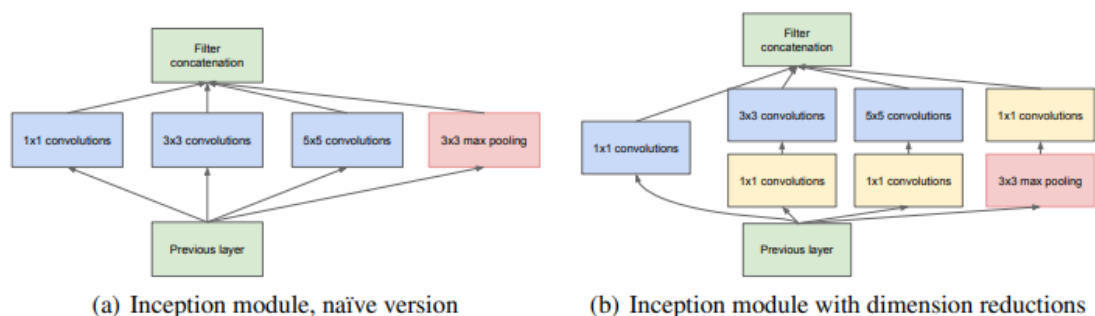 Filter
concatenation
1x1 convolutions
3x3 convolutions
5x5 convolutions
3x3 max pooling
Previous layer
(a) Inception module, naïve version
Filter
concatenation
3x3 convolutions
5x5 convolutions
1x1 convolutions
1x1 convolutions
1x1 convolutions
1x1 convolutions
3x3 max pooling
Previous layer
(b) Inception module with dimension reductions